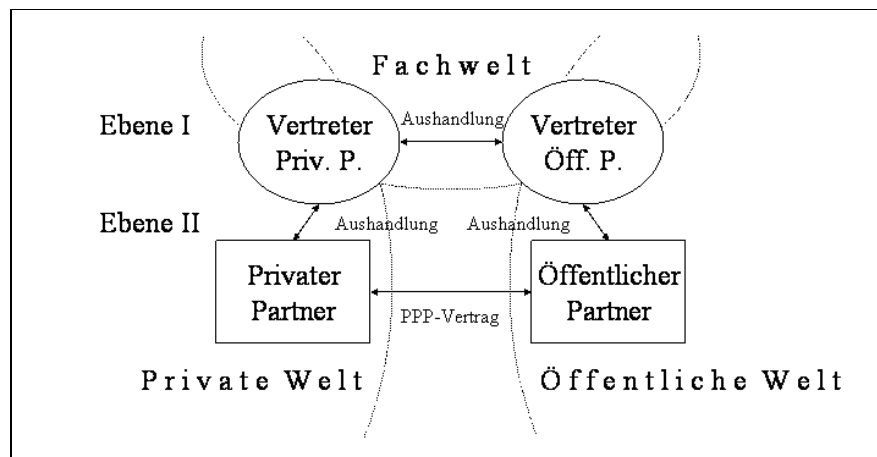 Fachwelt
Ebene I
Vertreter
Priv. P.
Aushandlung
Vertreter
Öff. P.
Ebene II
Aushandlung
Aushandlung
Privater
Partner
PPP-Vertrag
Öffentlicher
Partner
Private Welt
Öffentliche Welt